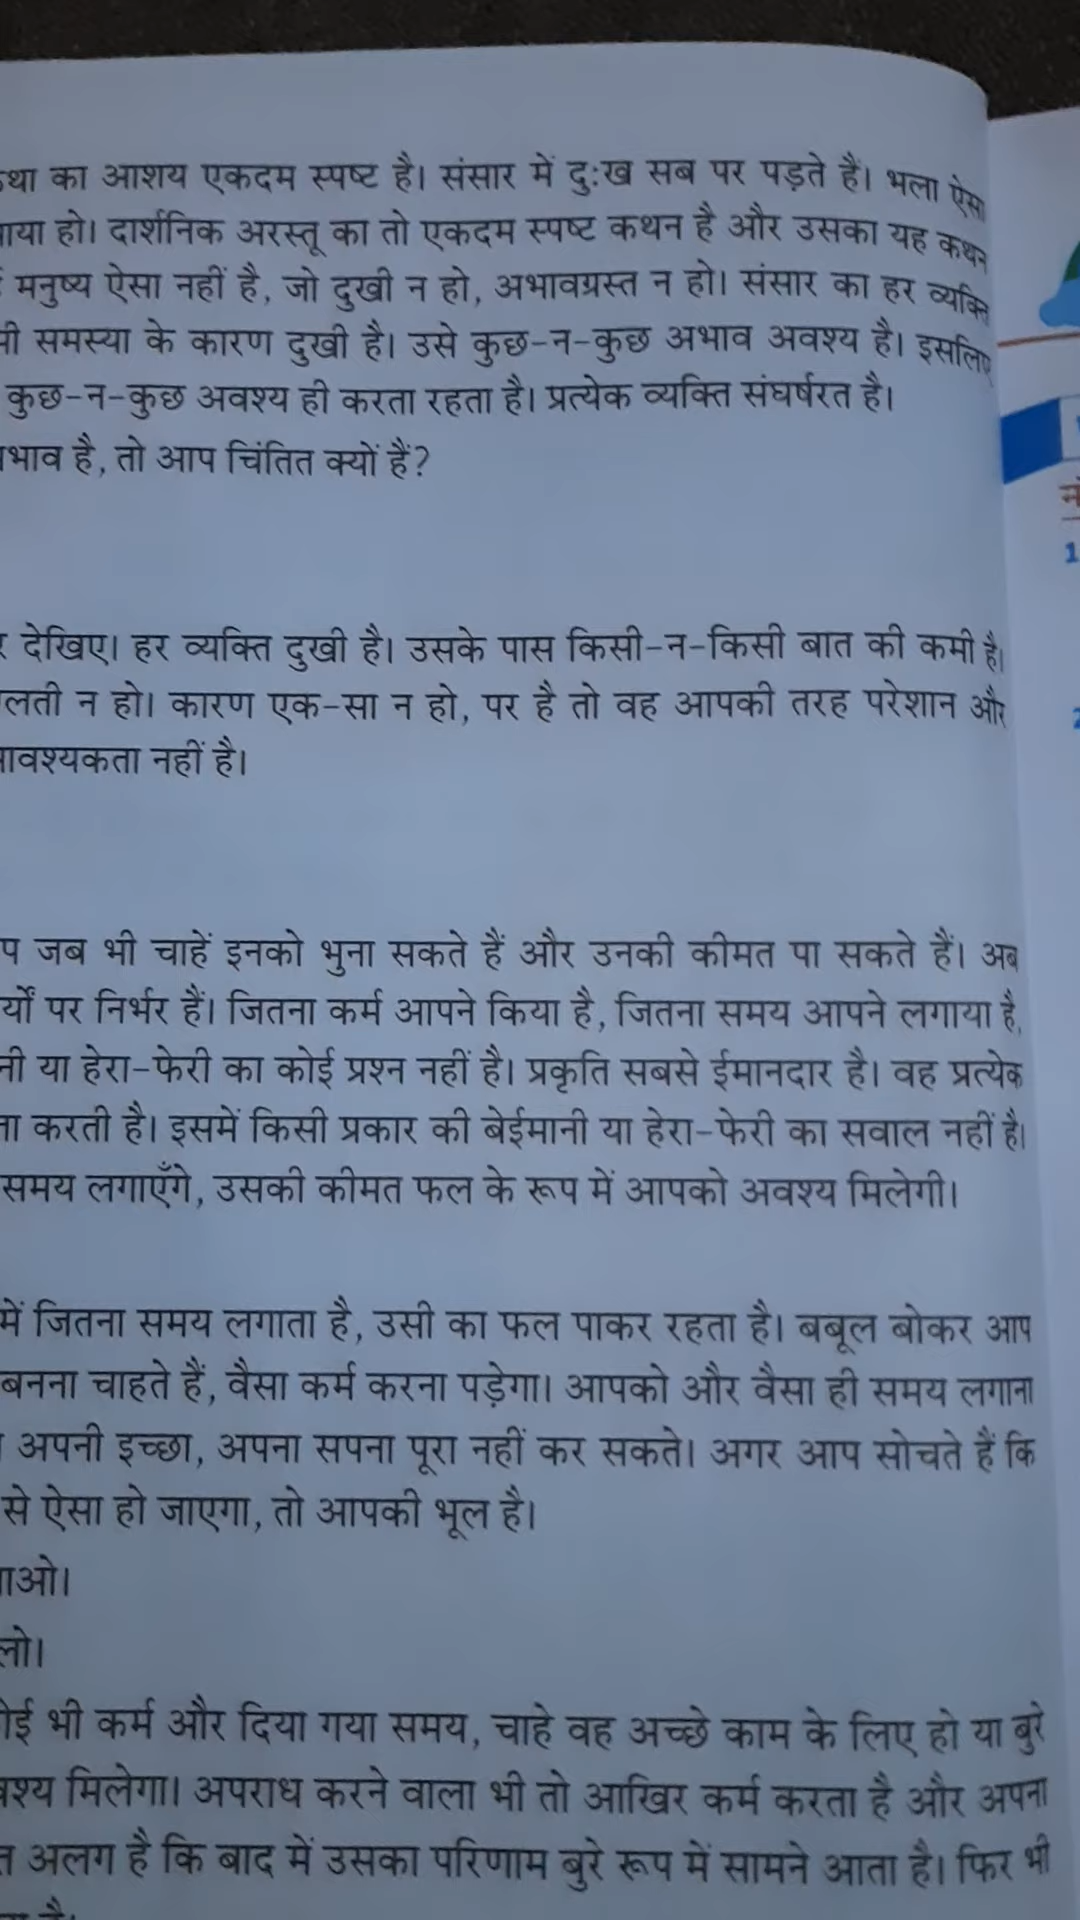 का आशय एकदम स्पष्ट है। संसार में दुःख सब पर पड़ते हैं। भला ऐसा
हो। दार्शनिक अरस्तू का तो एकदम स्पष्ट कथन है और उसका यह कथन
मनुष्य ऐसा नहीं है, जो दुखी न हो, अभावग्रस्त न हो। संसार का हर व्यक्ति
समस्या के कारण दुखी है। उसे कुछ-न-कुछ अभाव अवश्य है। इसलिए
कुछ-न-कुछ अवश्य ही करता रहता है। प्रत्येक व्यक्ति संघर्षरत है।
है, तो आप चिंतित क्यों हैं?
देखिए। हर व्यक्ति दुखी है। उसके पास किसी-न-किसी बात की कमी है।
न हो। कारण एक-सा न हो, पर है तो वह आपकी तरह परेशान और
नहीं है।
जब भी चाहें इनको भुना सकते हैं और उनकी कीमत पा सकते हैं। अब
पर निर्भर हैं। जितना कर्म आपने किया है, जितना समय आपने लगाया है,
या हेरा-फेरी का कोई प्रश्न नहीं है। प्रकृति सबसे ईमानदार है। वह प्रत्येक
करती है। इसमें किसी प्रकार की बेईमानी या हेरा-फेरी का सवाल नहीं है।
समय लगाएँगे, उसकी कीमत फल के रूप में आपको अवश्य मिलेगी।
में जितना समय लगाता है, उसी का फल पाकर रहता है। बबूल बोकर आप
बनना चाहते हैं, वैसा कर्म करना पड़ेगा। आपको और वैसा ही समय लगाना
अपनी इच्छा, अपना सपना पूरा नहीं कर सकते। अगर आप सोचते हैं कि
से ऐसा हो जाएगा, तो आपकी भूल है।
भी कर्म और दिया गया समय, चाहे वह अच्छे काम के लिए हो या बुरे
मिलेगा। अपराध करने वाला भी तो आखिर कर्म करता है और अपना
अलग है कि बाद में उसका परिणाम बुरे रूप में सामने आता है। फिर भी
1